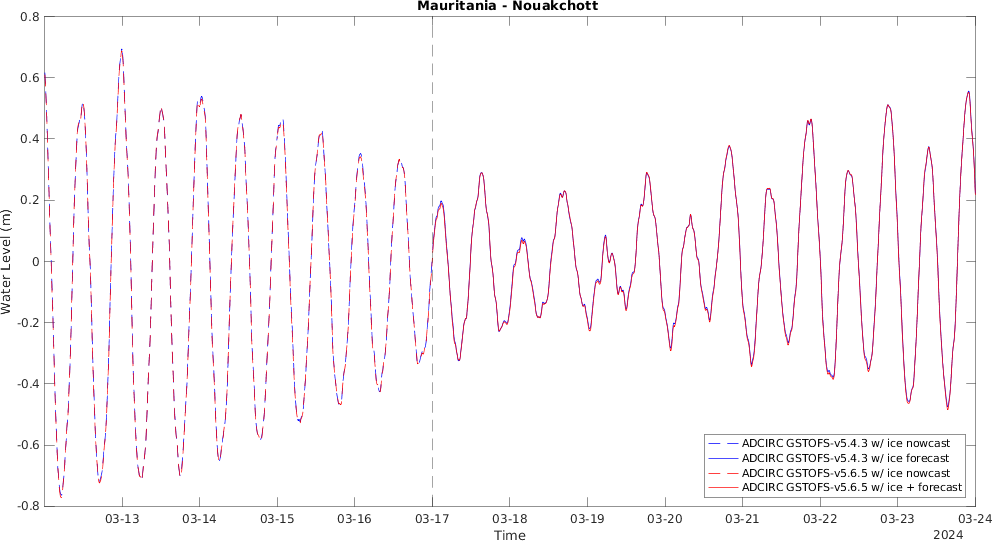 Mauritania - Nouakchott
Water Level (m)
0.8
0.6
0.4
0.2
0
-0.2
-0.4
-0.6
-0.8
ADCIRC GSTOFS-v5.4.3 w/ ice nowcast
ADCIRC GSTOFS-v5.4.3 w/ ice forecast
ADCIRC GSTOFS-v5.6.5 w/ ice nowcast
ADCIRC GSTOFS-v5.6.5 w/ ice + forecast
03-13 03-14 03-15 03-16 03-17 03-18 03-19 03-20 03-21 03-22 03-23 03-24
Time
2024